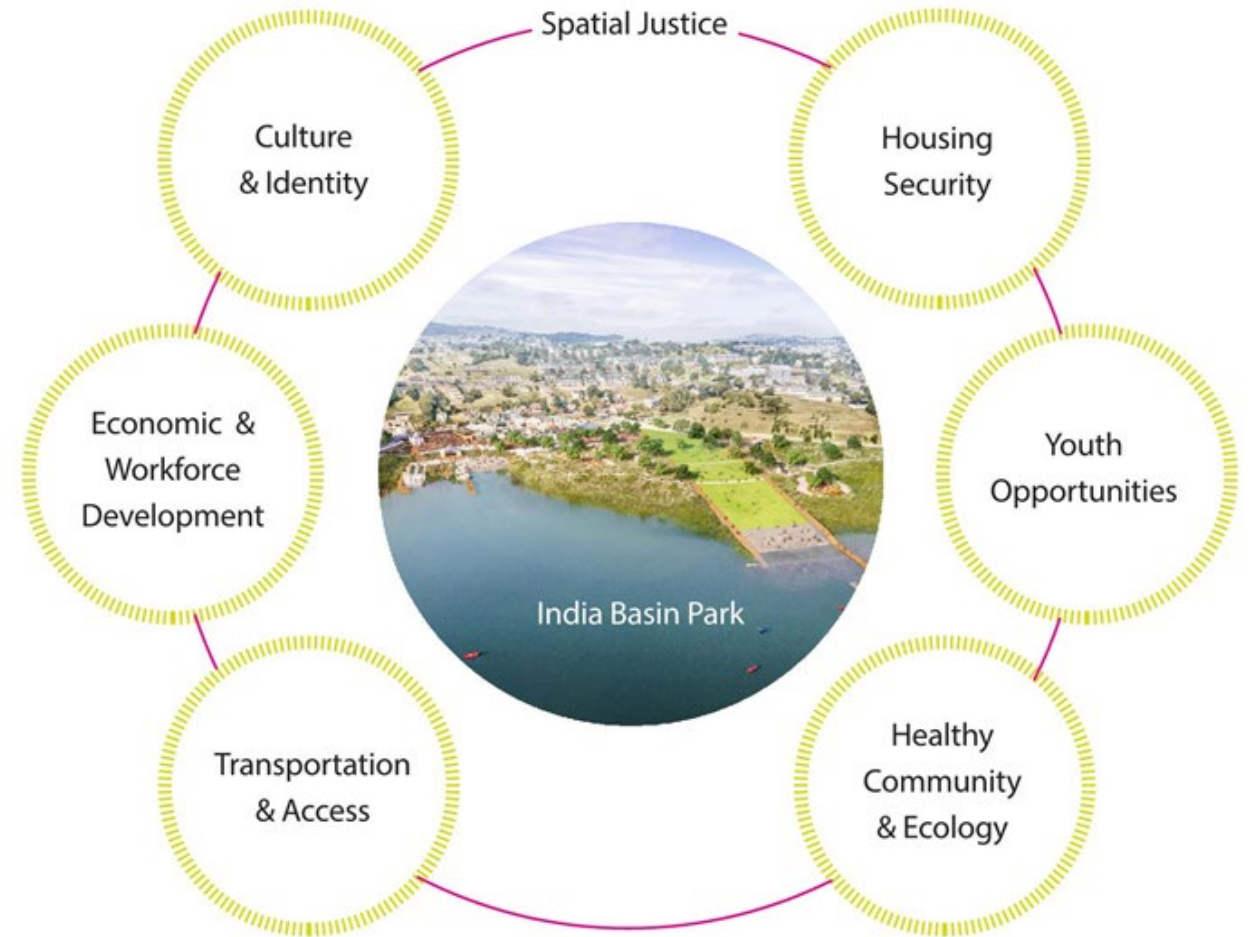 Spatial Justice
Culture
& Identity
Housing
Security
Economic &
Workforce
Development
Youth
Opportunities
India Basin Park
Transportation
& Access
Healthy
Community
& Ecology